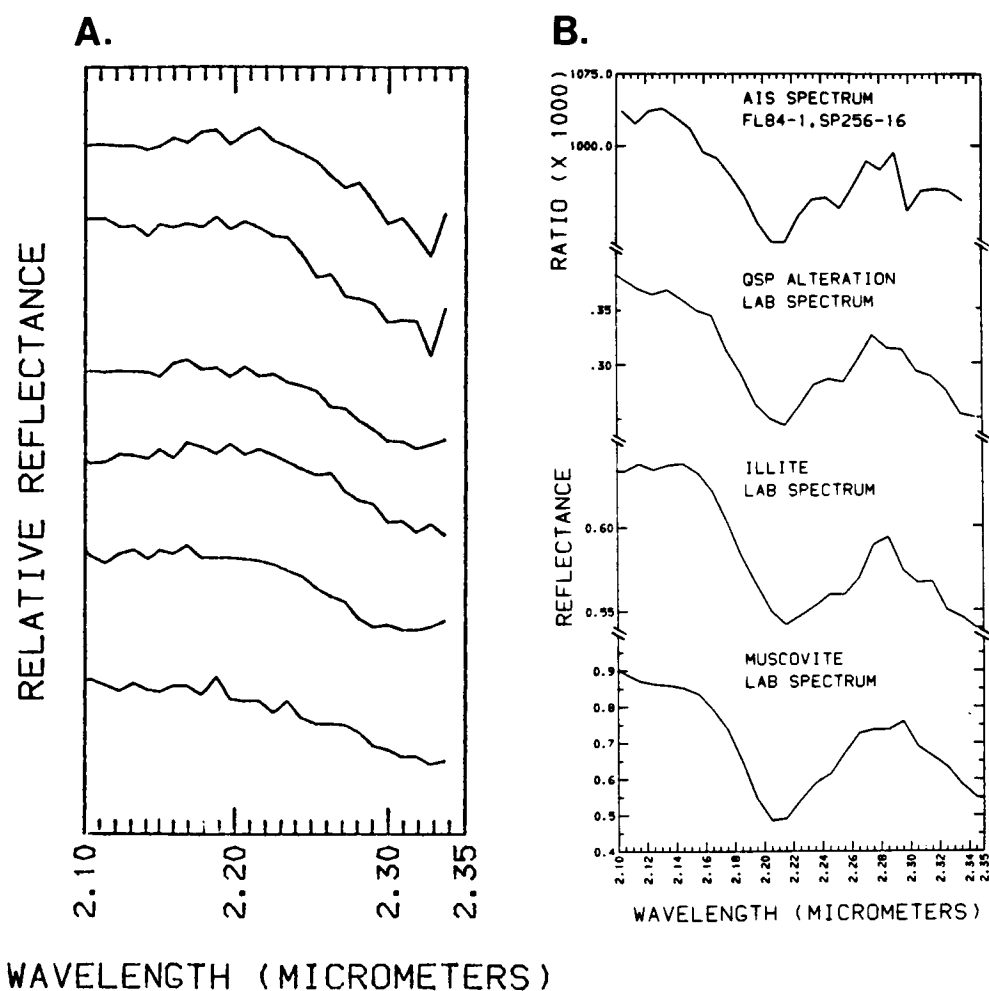 A.
RELATIVE REFLECTANCE
2.10
2.20
2.30
2.35
WAVELENGTH (MICROMETERS)
B.
RATIO (X 1000)
1075.0
1000.0
AIS SPECTRUM
FL84-1, SP256-16
QSP ALTERATION
LAB SPECTRUM
.35
.30
REFLECTANCE
ILLITE
LAB SPECTRUM
0.60
0.55
MUSCOVITE
LAB SPECTRUM
0.9
0.8
0.7
0.6
0.5
0.4
2.10
2.12
2.14
2.16
2.18
2.20
2.22
2.24
2.26
2.28
2.30
2.32
2.34
2.35
WAVELENGTH (MICROMETERS)